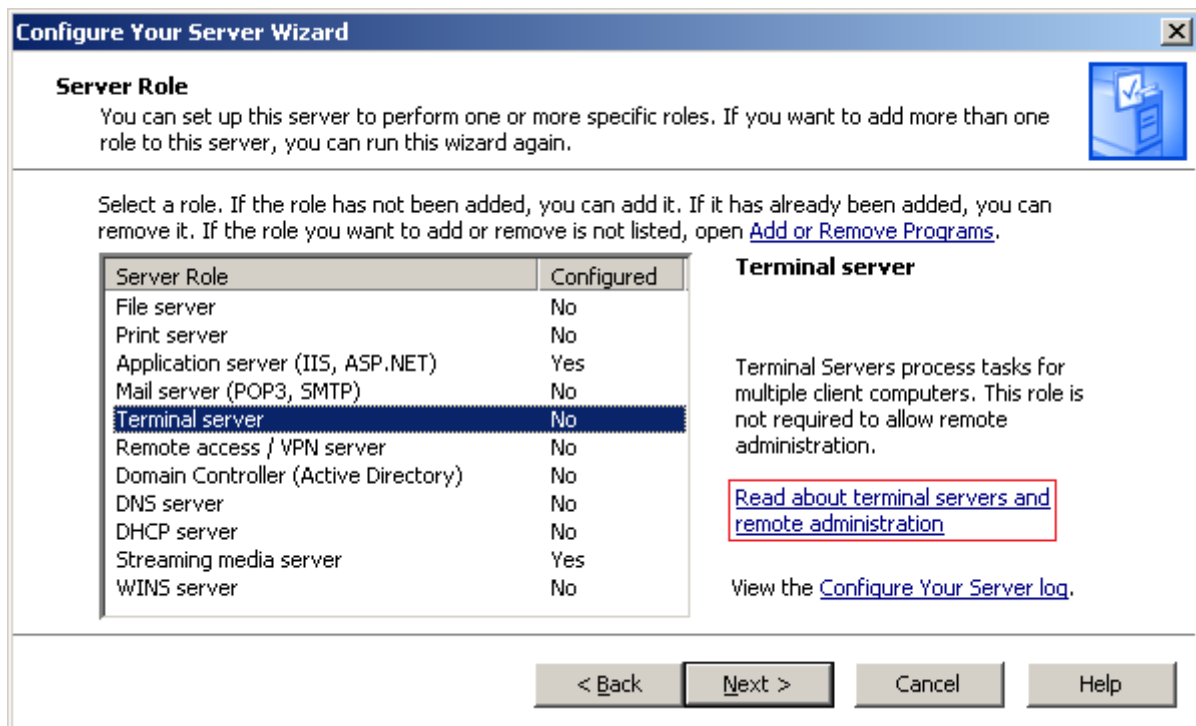 Configure Your Server Wizard
Server Role
You can set up this server to perform one or more specific roles. If you want to add more than one
role to this server, you can run this wizard again.
Select a role. If the role has not been added, you can add it. If it has already been added, you can
remove it. If the role you want to add or remove is not listed, open Add or Remove Programs.
Server Role Configured
File server No
Print server No
Application server (IIS, ASP.NET) Yes
Mail server (POP3, SMTP) No
Terminal server No
Remote access / VPN server No
Domain Controller (Active Directory) No
DNS server No
DHCP server No
Streaming media server Yes
WINS server No
Terminal server
Terminal Servers process tasks for
multiple client computers. This role is
not required to allow remote
administration.
Read about terminal servers and
remote administration
View the Configure Your Server log.
< Back Next > Cancel Help